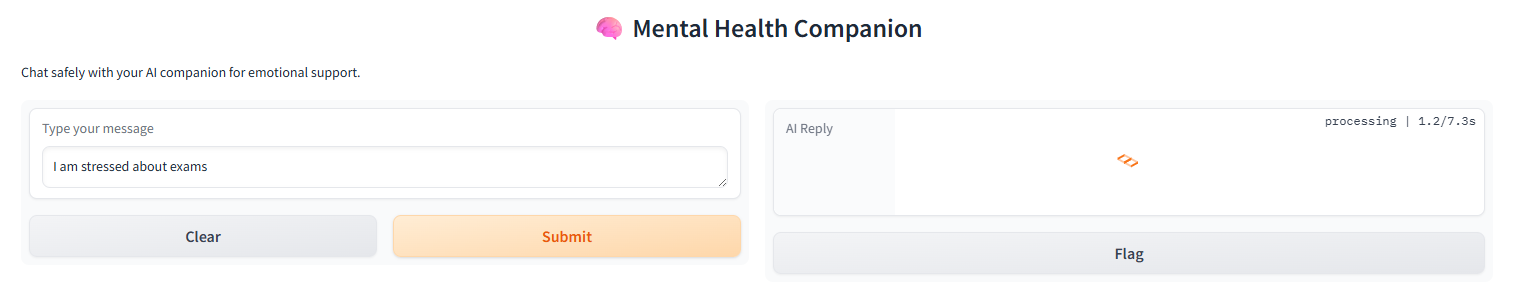 🧠 Mental Health Companion
Chat safely with your AI companion for emotional support.
Type your message
I am stressed about exams
Clear
Submit
AI Reply
processing | 1.2/7.3s
Flag